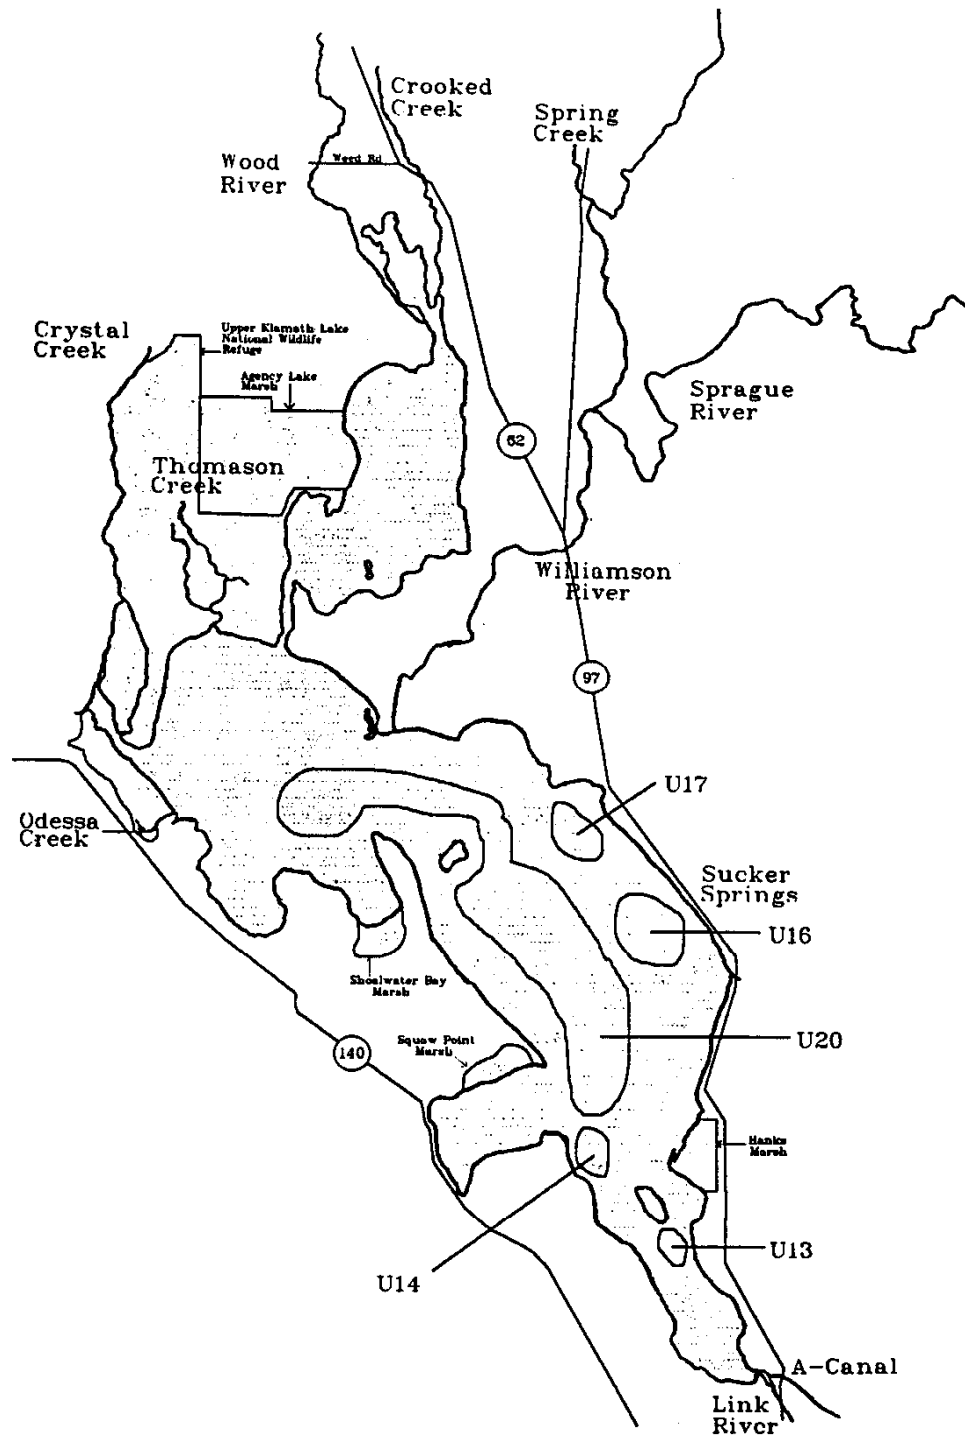 Crooked
Creek
Spring
Creek
Wood
River
Weed Rd
Crystal
Creek
Upper Klamath Lake
National Wildlife
Refuge
Agency Lake
Marsh
Sprague
River
62
Thomason
Creek
Williamson
River
97
U17
Odessa
Creek
Sucker
Springs
U16
Shoalwater Bay
Marsh
Squaw Point
Marsh
U20
140
Hanks
Marsh
U13
U14
A-Canal
Link
River